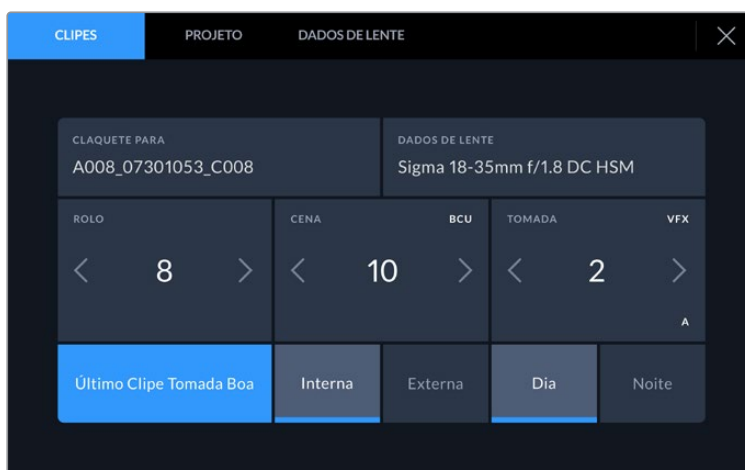 CLIPES PROJETO DADOS DE LENTE
CLAQUETE PARA DADOS DE LENTE
A008_07301053_C008 Sigma 18-35mm f/1.8 DC HSM
ROLO CENA BCU TOMADA VFX
8 10 2
A
Último Clipe Tomada Boa Interna Externa Dia Noite